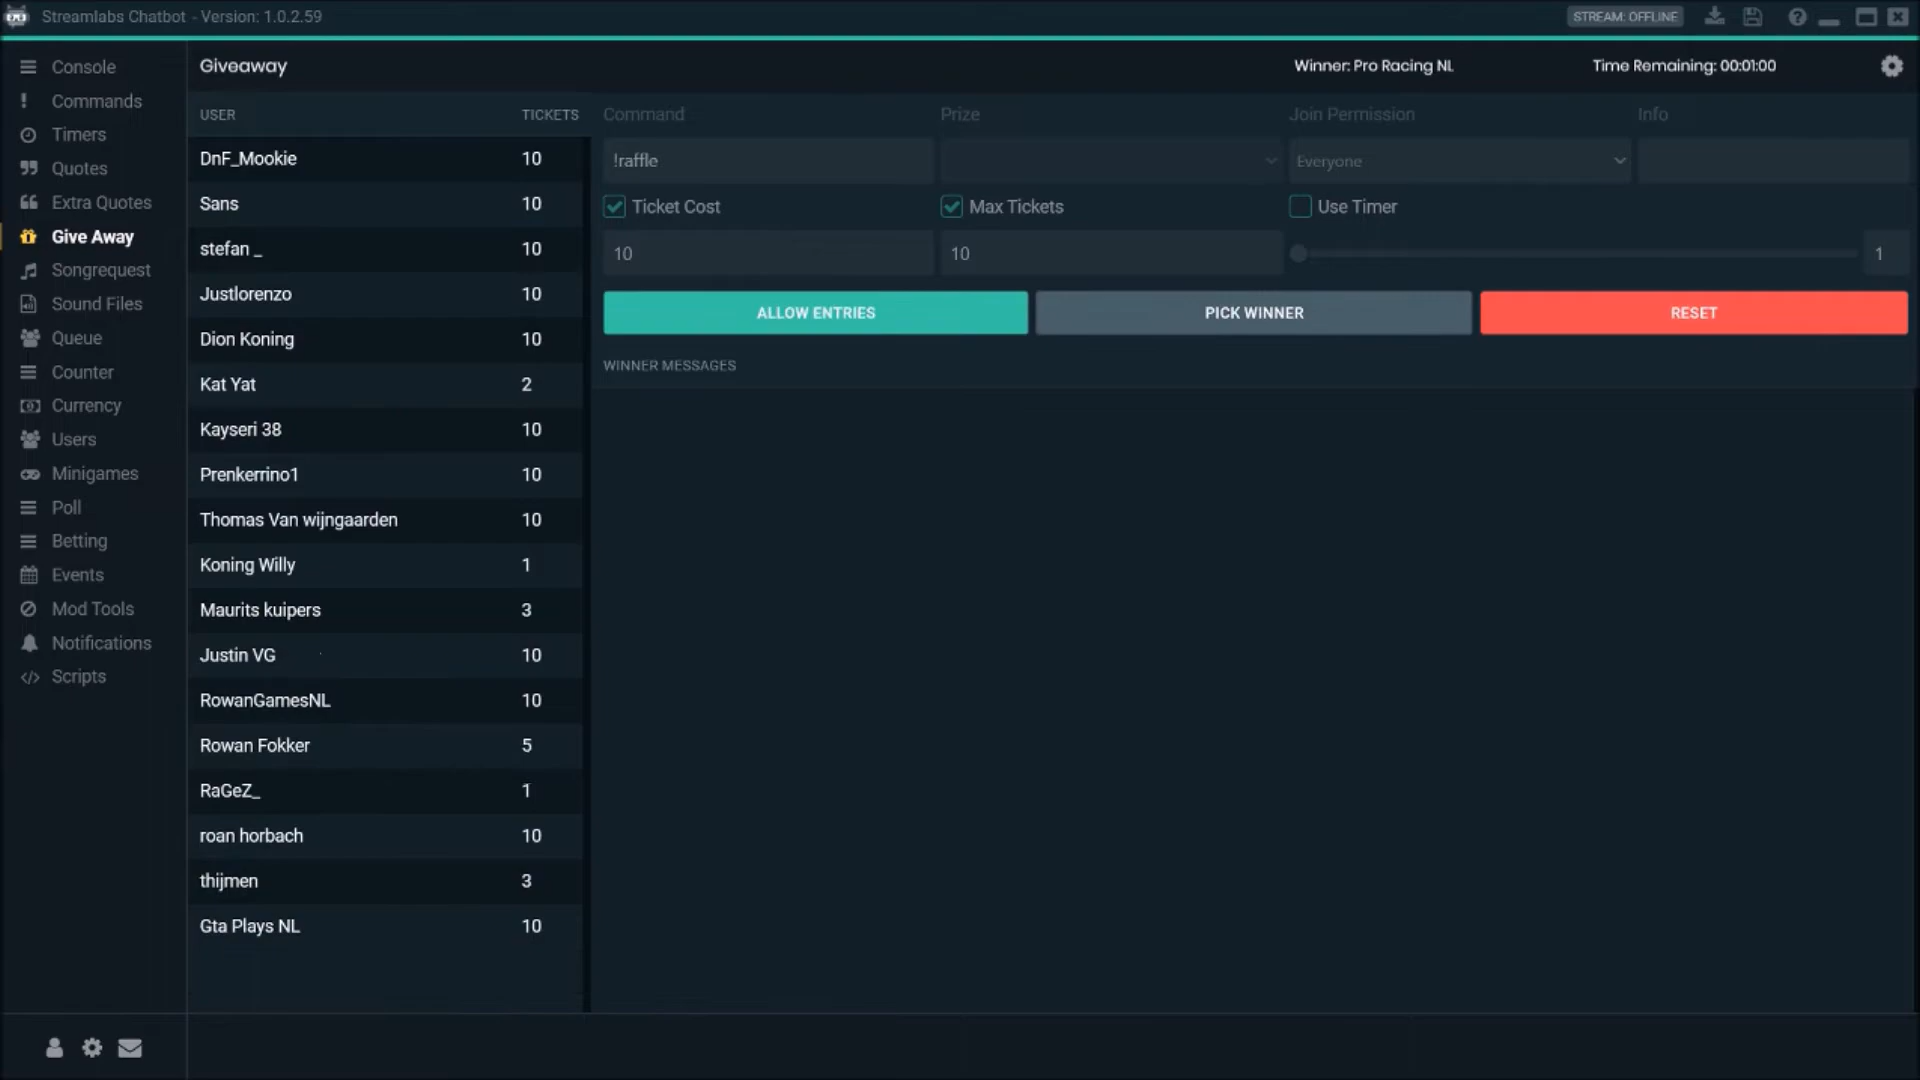 Streamlabs Chatbot - Version: 1.0.2.59
STREAM: OFFLINE
Console
Commands
Timers
Quotes
Extra Quotes
Give Away
Songrequest
Sound Files
Queue
Counter
Currency
Users
Minigames
Poll
Betting
Events
Mod Tools
Notifications
Scripts
Giveaway
Winner: Pro Racing NL
Time Remaining: 00:01:00
USER TICKETS
DnF_Mookie 10
Sans 10
stefan _ 10
Justlorenzo 10
Dion Koning 10
Kat Yat 2
Kayseri 38 10
Prenkerrino1 10
Thomas Van wijngaarden 10
Koning Willy 1
Maurits kuipers 3
Justin VG 10
RowanGamesNL 10
Rowan Fokker 5
RaGeZ_ 1
roan horbach 10
thijmen 3
Gta Plays NL 10
Command Prize Join Permission Info
!raffle Everyone
Ticket Cost Max Tickets Use Timer
10 10 1
ALLOW ENTRIES PICK WINNER RESET
WINNER MESSAGES